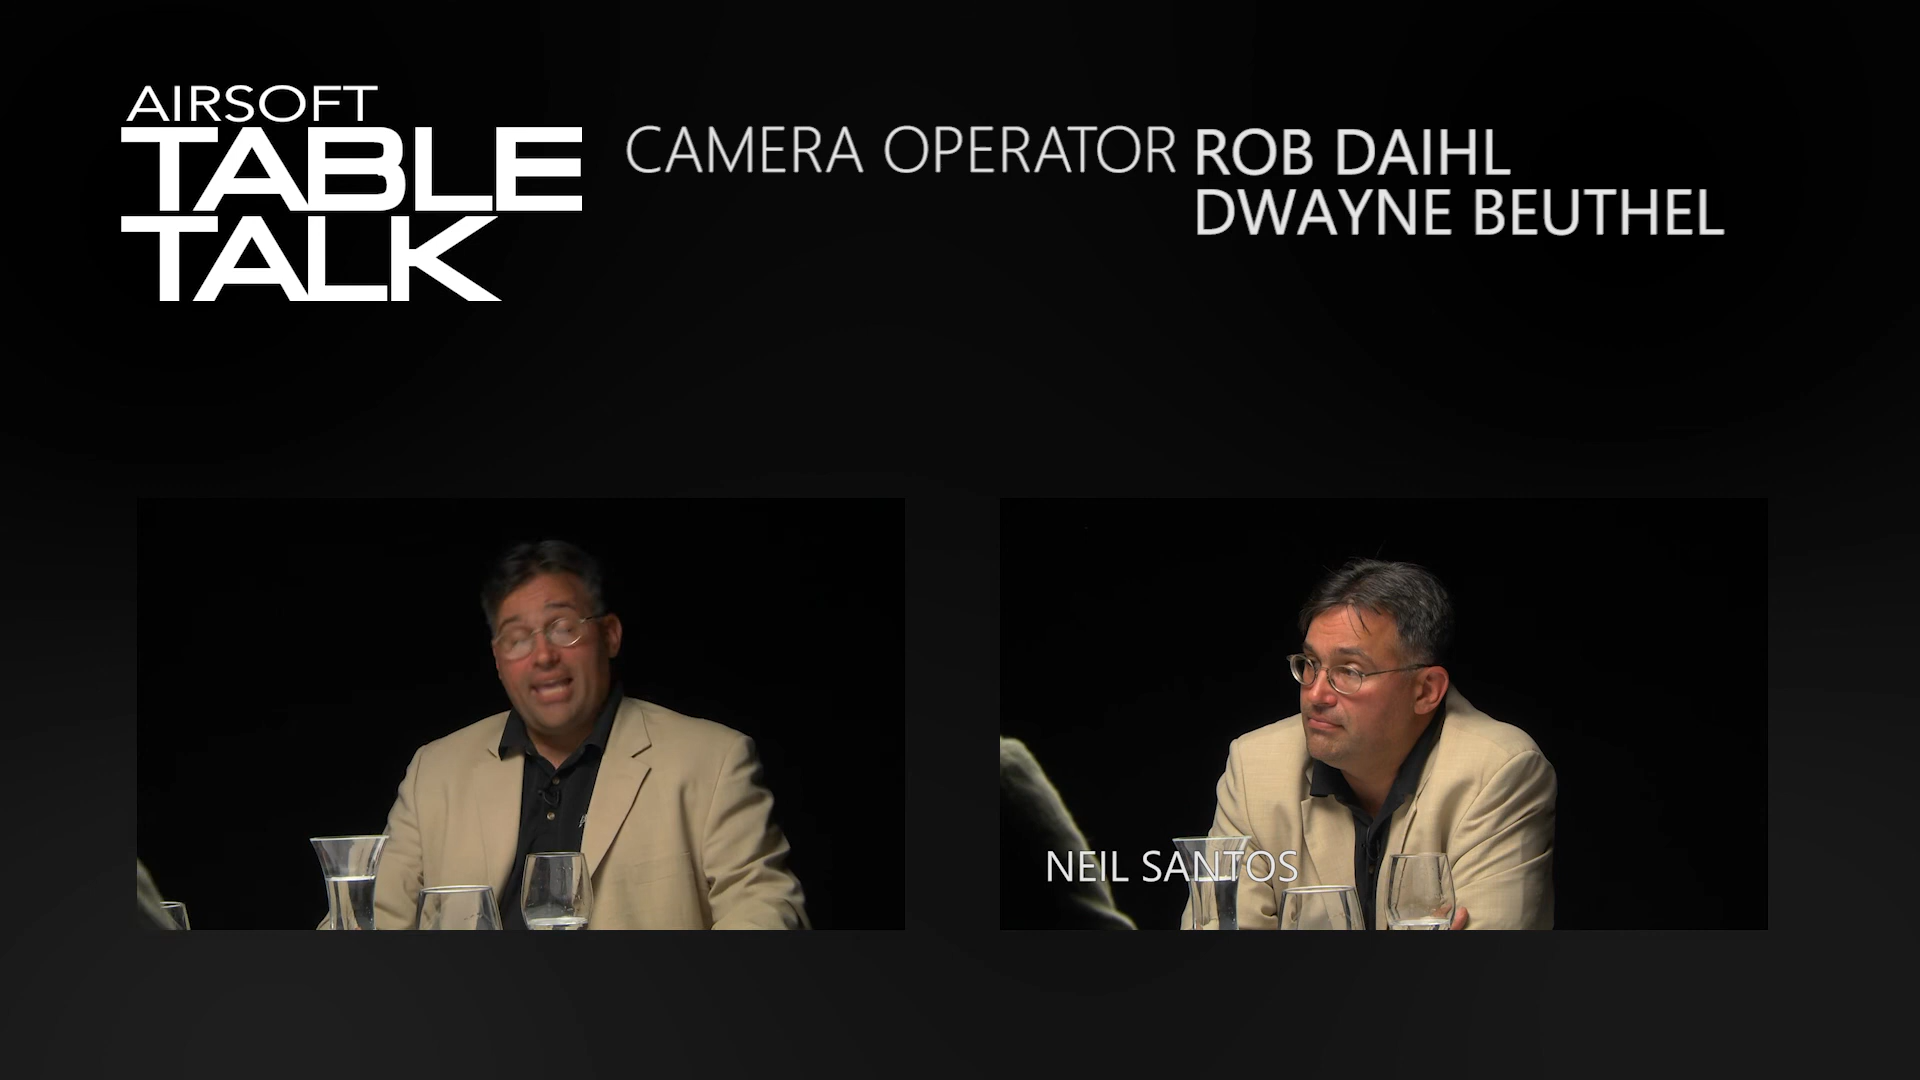 AIRSOFT
TABLE
TALK
CAMERA OPERATOR ROB DAIHL
DWAYNE BEUTHEL
NEIL SANTOS